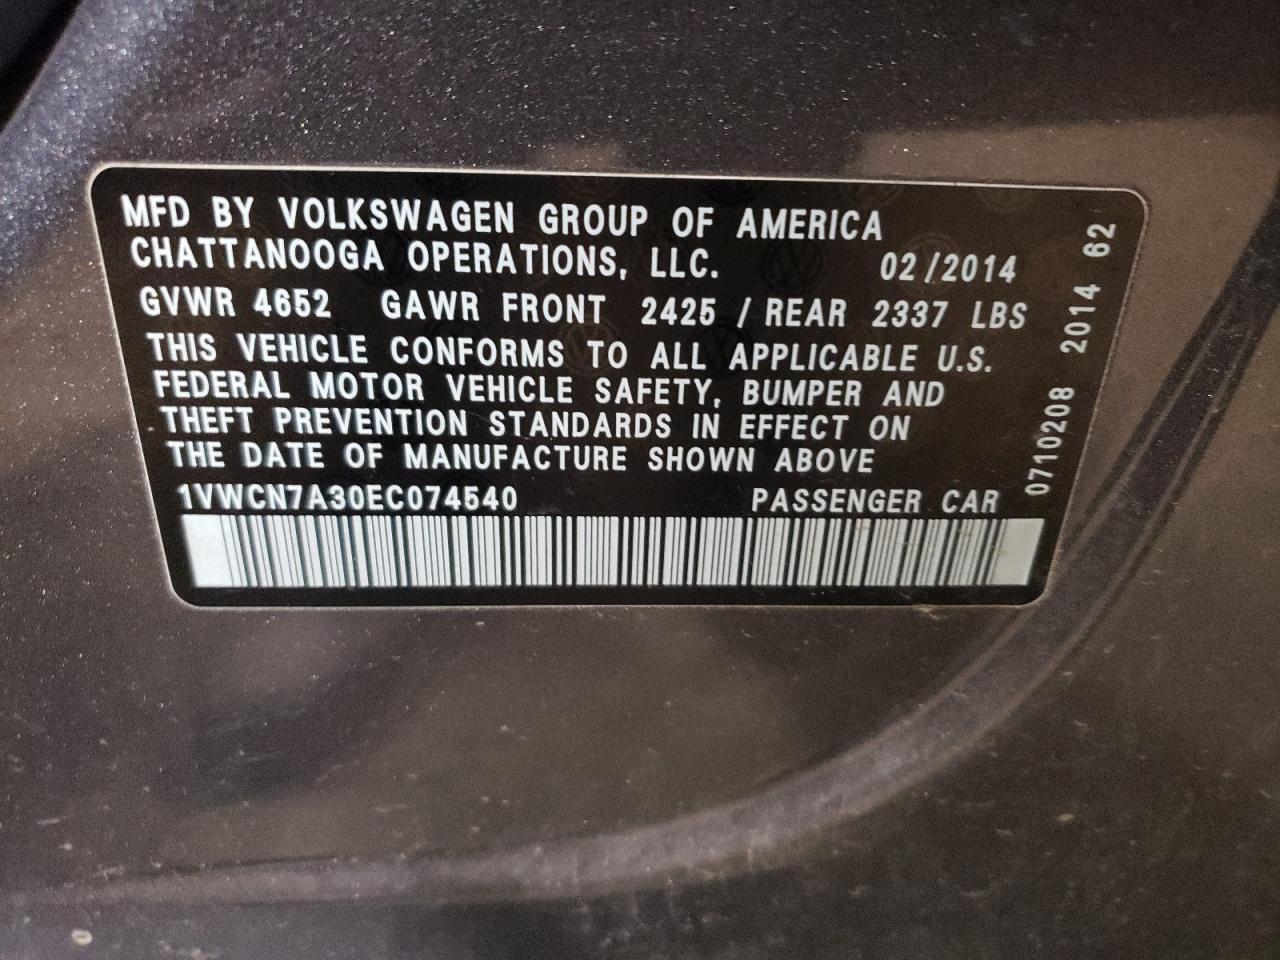 MFD BY VOLKSWAGEN GROUP OF AMERICA
CHATTANOOGA OPERATIONS, LLC. 02/2014
GVWR 4652 GAWR FRONT 2425 / REAR 2337 LBS
THIS VEHICLE CONFORMS TO ALL APPLICABLE U.S.
FEDERAL MOTOR VEHICLE SAFETY, BUMPER AND
THEFT PREVENTION STANDARDS IN EFFECT ON
THE DATE OF MANUFACTURE SHOWN ABOVE
1VWCN7A30EC074540 PASSENGER CAR
0710208 2014 62